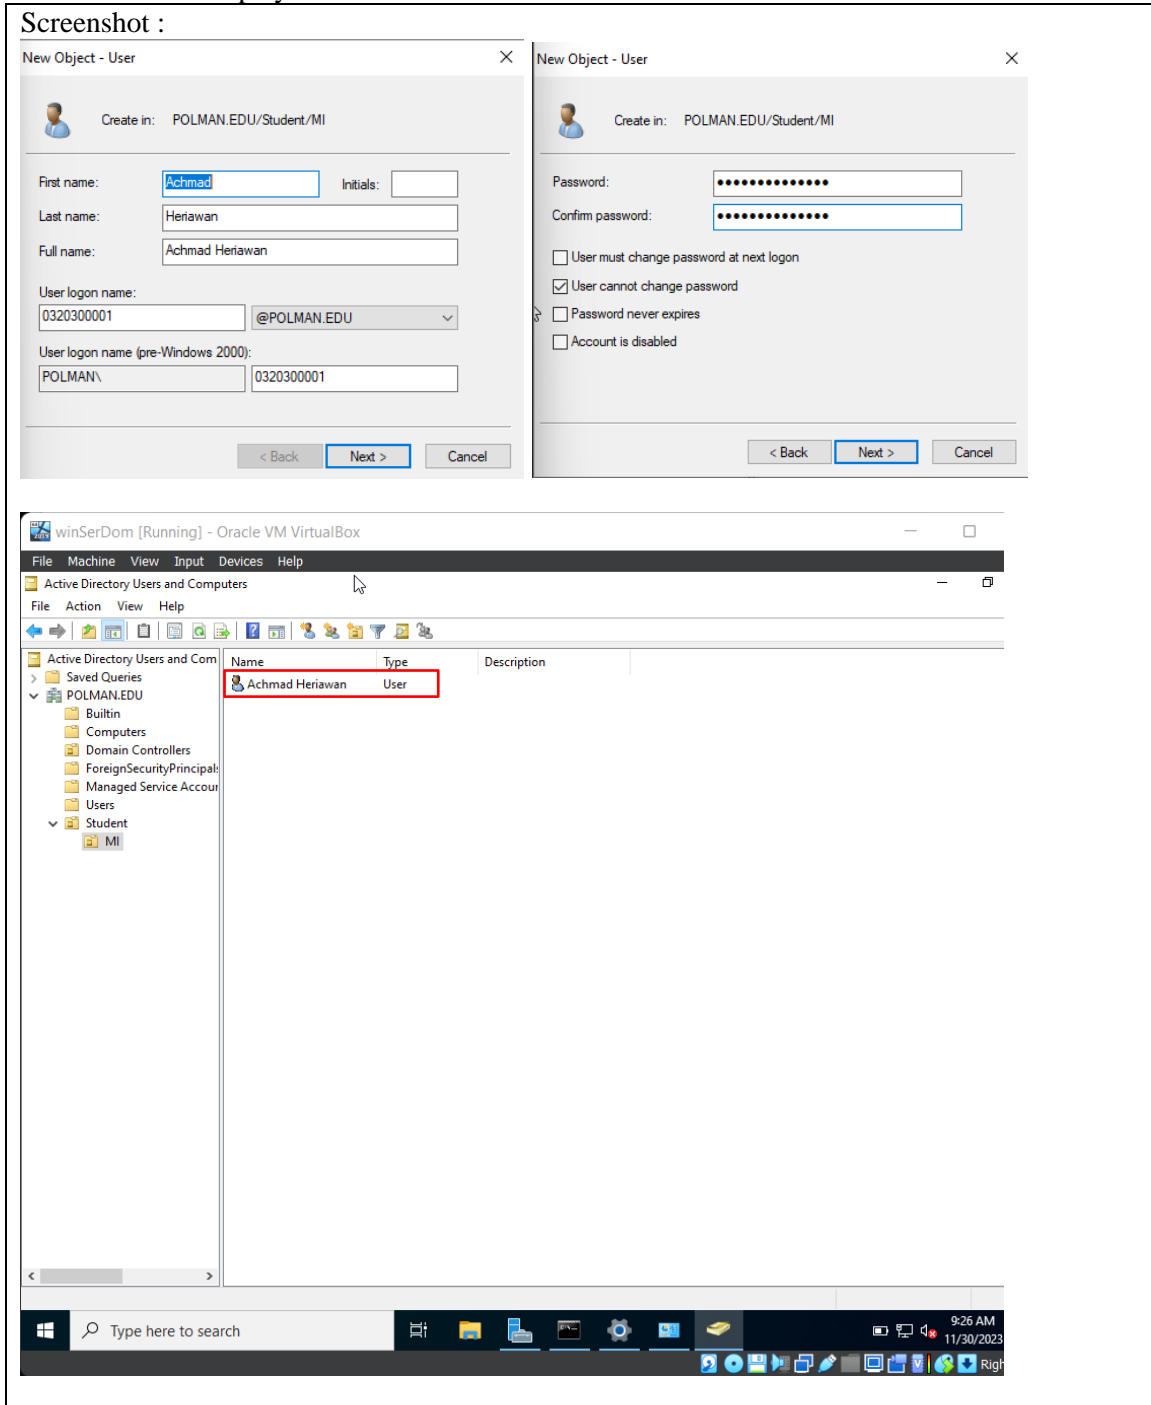 Screenshot :
New Object - User
Create in: POLMAN.EDU/Student/MI
First name: Achmad Initials:
Last name: Heriawan
Full name: Achmad Heriawan
User logon name:
0320300001 @POLMAN.EDU
User logon name (pre-Windows 2000):
POLMAN\ 0320300001
< Back Next > Cancel
New Object - User
Create in: POLMAN.EDU/Student/MI
Password: ●●●●●●●●●●●●●●
Confirm password: ●●●●●●●●●●●●●●
User must change password at next logon
User cannot change password
Password never expires
Account is disabled
< Back Next > Cancel
winSerDom [Running] - Oracle VM VirtualBox
File Machine View Input Devices Help
Active Directory Users and Computers
File Action View Help
Active Directory Users and Com
Saved Queries
POLMAN.EDU
Builtin
Computers
Domain Controllers
ForeignSecurityPrincipal
Managed Service Accou
Users
Student
MI
Name Type Description
Achmad Heriawan User
Type here to search
9:26 AM
11/30/2023
Righ